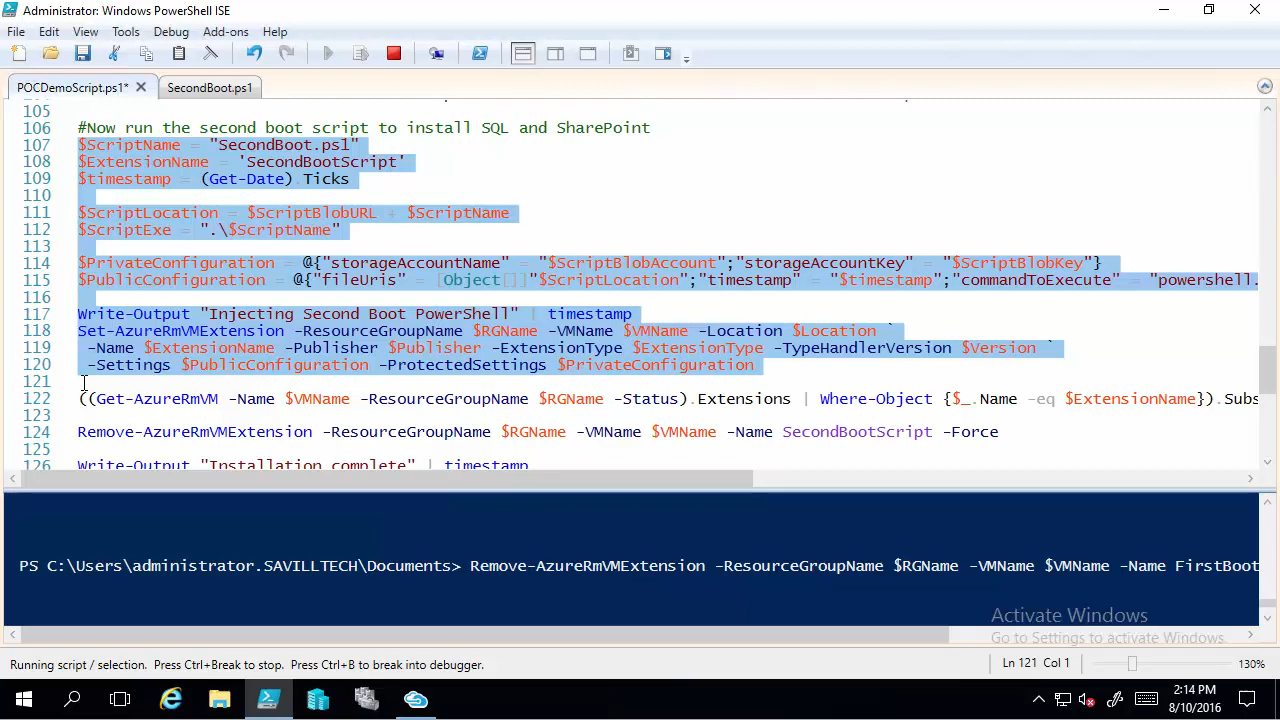 Administrator: Windows PowerShell ISE
File Edit View Tools Debug Add-ons Help
POCDemoScript.ps1* SecondBoot.ps1
105
106 #Now run the second boot script to install SQL and SharePoint
107 $ScriptName = "SecondBoot.ps1"
108 $ExtensionName = 'SecondBootScript'
109 $timestamp = (Get-Date).Ticks
110
111 $ScriptLocation = $ScriptBlobURL + $ScriptName
112 $ScriptExe = ".\$ScriptName"
113
114 $PrivateConfiguration = @{"storageAccountName" = "$ScriptBlobAccount";"storageAccountKey" = "$ScriptBlobKey"}
115 $PublicConfiguration = @{"fileUris" = [Object[]]"$ScriptLocation";"timestamp" = "$timestamp";"commandToExecute" = "powershell.
116
117 Write-Output "Injecting Second Boot PowerShell" | timestamp
118 Set-AzureRmVMExtension -ResourceGroupName $RGName -VMName $VMName -Location $Location `
119 -Name $ExtensionName -Publisher $Publisher -ExtensionType $ExtensionType -TypeHandlerVersion $Version `
120 -Settings $PublicConfiguration -ProtectedSettings $PrivateConfiguration
121
122 ((Get-AzureRmVM -Name $VMName -ResourceGroupName $RGName -Status).Extensions | Where-Object {$_.Name -eq $ExtensionName}).Subs
123
124 Remove-AzureRmVMExtension -ResourceGroupName $RGName -VMName $VMName -Name SecondBootScript -Force
125
126 Write-Output "Installation complete" | timestamp
PS C:\Users\administrator.SAVILLTECH\Documents> Remove-AzureRmVMExtension -ResourceGroupName $RGName -VMName $VMName -Name FirstBoot
Activate Windows
Go to Settings to activate Windows.
Running script / selection. Press Ctrl+Break to stop. Press Ctrl+B to break into debugger. Ln 121 Col 1 130%
2:14 PM
8/10/2016